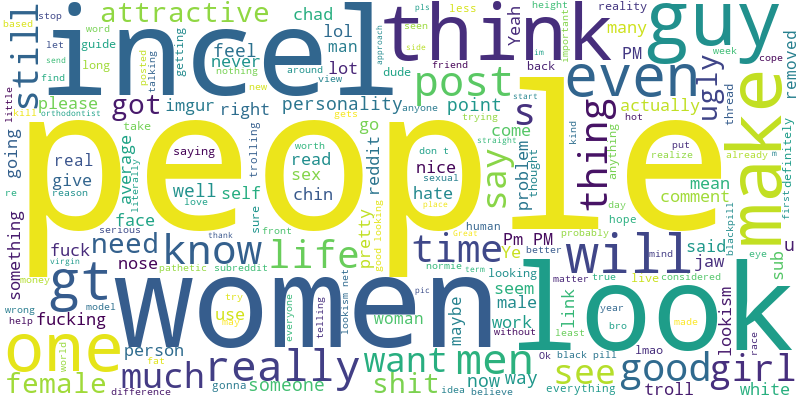 stop
based
word
attractive
chad
height
reality
pls
seen
less
important
let
guide
getting
lol
feel
man
Yeah
many
send
long
talking
never
lot
side
approach
PM
find
nothing
around
view
dude
friend
im
back
week
cope
removed
still
incel
think
guy
even
ugly
orthodontist
new
little
kill
please
got
imgur
right
personality
anyone
post
point
start
actually
thread
hot
going
saying
trolling
gets
trying
s
thing
make
people
real
give
reason
average
literally
take
well
love
self
sex
worth
read
chin
reddit
go
don t
nice
sexual
hate
straight
come
say
problem
thought
kind
anything
put
realize
already
m
mean
comment
first
definitely
re
serious
face
sure
front
pretty
good looking
place
human
day
hope
blackpill
eye
something
fuck
need
know
thank
life
time
Great
Pm PM
Ye
better
probably
will
mind
said
sub
u
virgin
nose
pathetic
subreddit
looking
matter
true
live
considered
jaw
gt
women
look
money
model
everyone
telling
lookism net
normie
term
seem
male
link
year
wrong
help
fucking
try
use
may
pic
woman
maybe
work
without
least
bro
made
lookism
race
one
world
person
fat
much
really
want
men
Ok
black pill
lmao
see
good
girl
female
difference
gonna
someone
shit
now
way
idea
believe
everything
troll
white